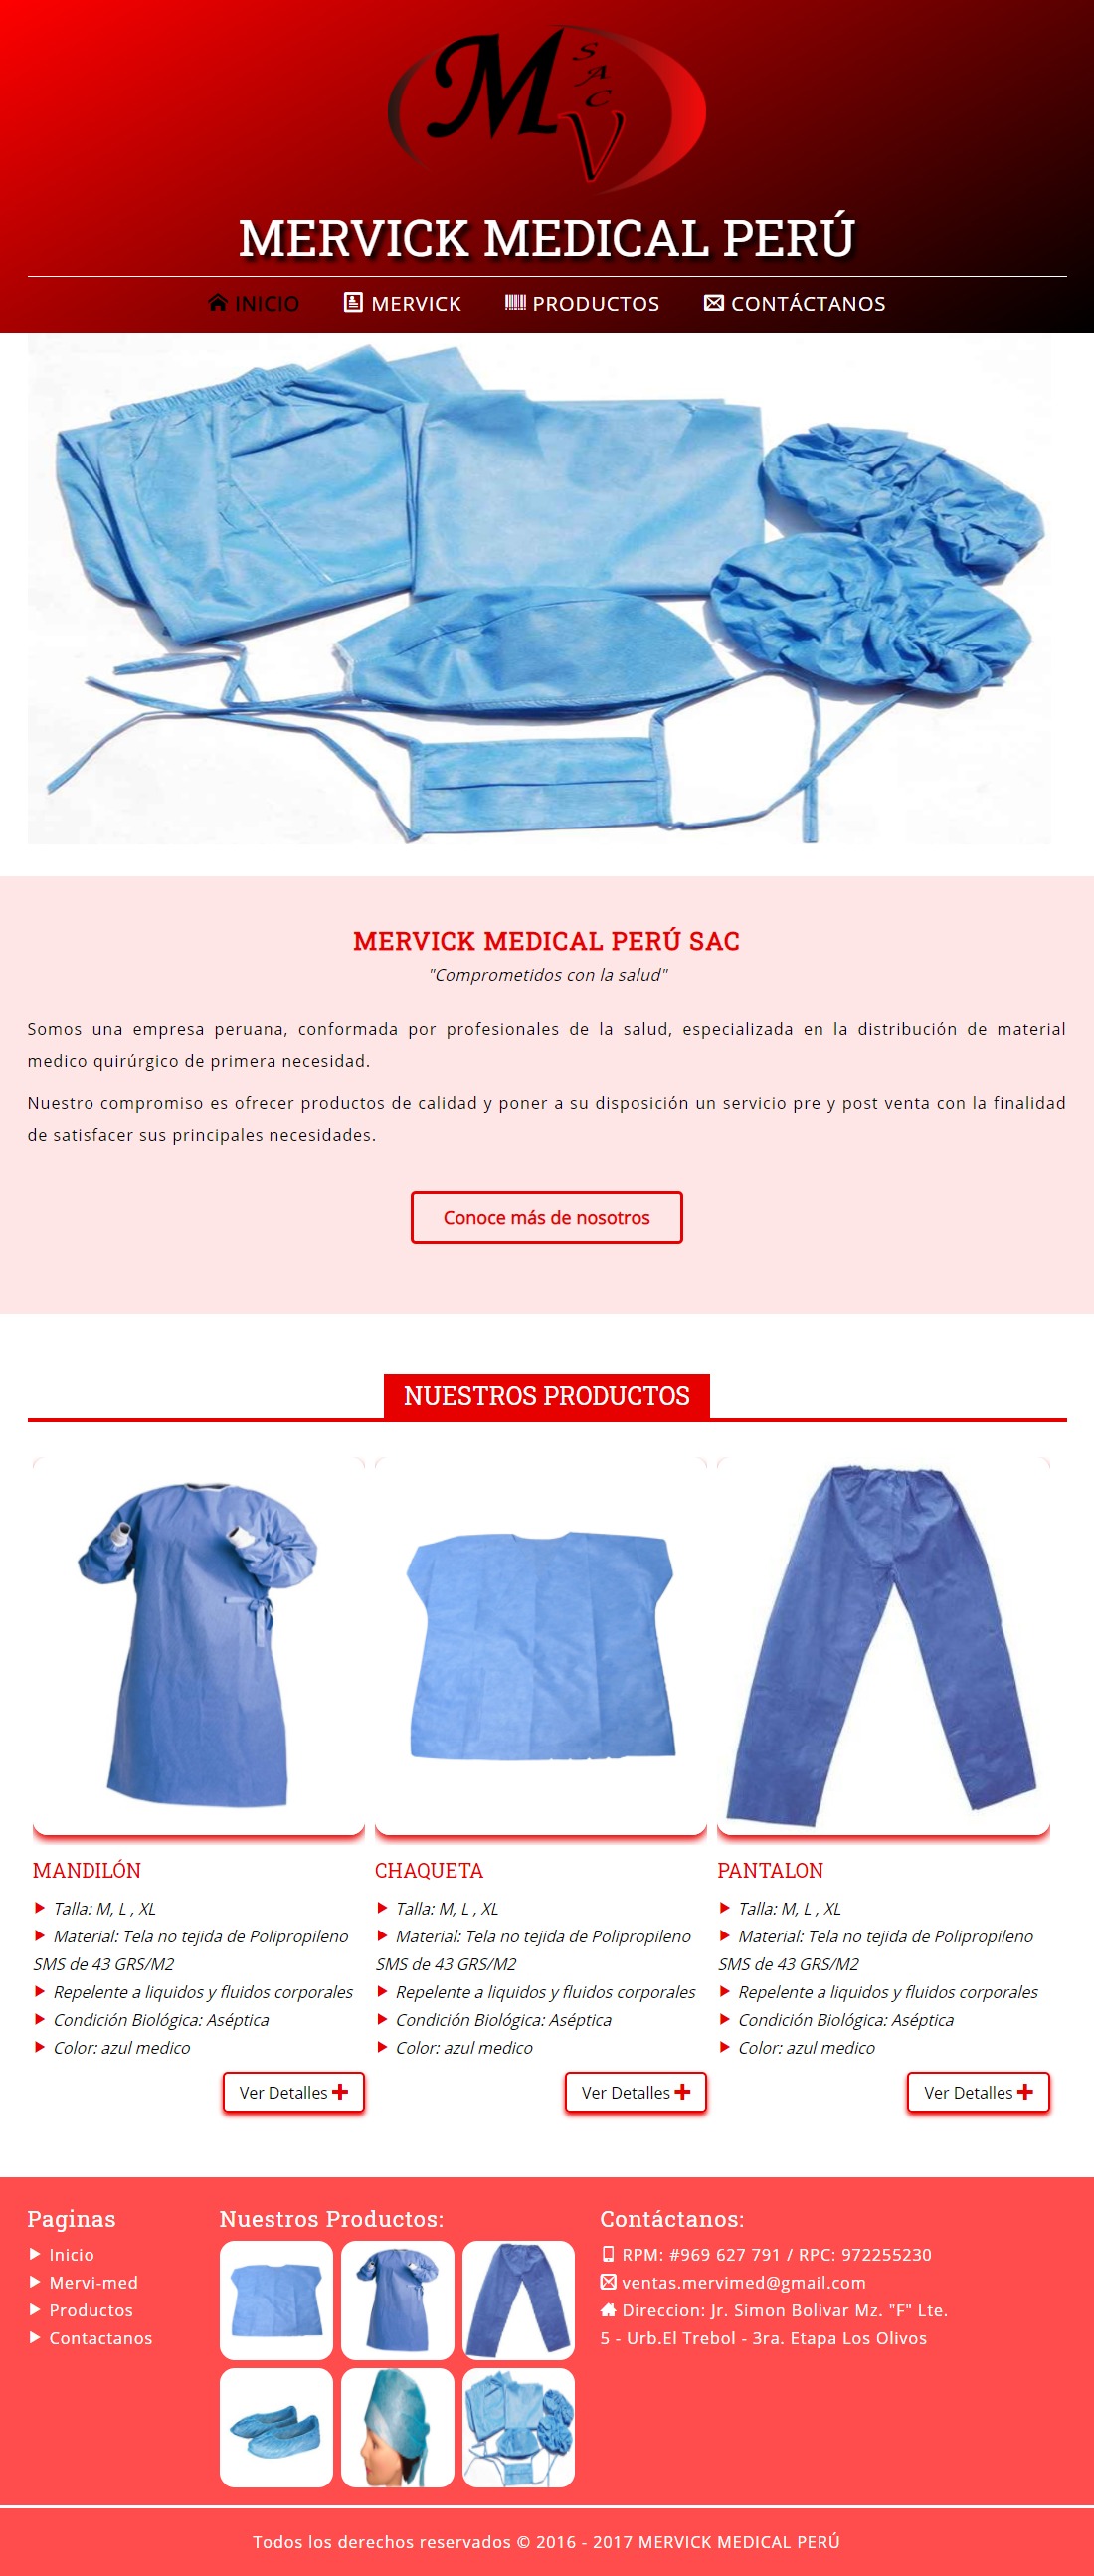 M
SAC
V
MERVICK MEDICAL PERÚ
INICIO
MERVICK
PRODUCTOS
CONTÁCTANOS
MERVICK MEDICAL PERÚ SAC
"Comprometidos con la salud"
Somos una empresa peruana, conformada por profesionales de la salud, especializada en la distribución de material
medico quirúrgico de primera necesidad.
Nuestro compromiso es ofrecer productos de calidad y poner a su disposición un servicio pre y post venta con la finalidad
de satisfacer sus principales necesidades.
Conoce más de nosotros
NUESTROS PRODUCTOS
MANDILÓN
Talla: M, L , XL
Material: Tela no tejida de Polipropileno
SMS de 43 GRS/M2
Repelente a liquidos y fluidos corporales
Condición Biológica: Aséptica
Color: azul medico
Ver Detalles
CHAQUETA
Talla: M, L , XL
Material: Tela no tejida de Polipropileno
SMS de 43 GRS/M2
Repelente a liquidos y fluidos corporales
Condición Biológica: Aséptica
Color: azul medico
Ver Detalles
PANTALON
Talla: M, L , XL
Material: Tela no tejida de Polipropileno
SMS de 43 GRS/M2
Repelente a liquidos y fluidos corporales
Condición Biológica: Aséptica
Color: azul medico
Ver Detalles
Paginas
Inicio
Mervi-med
Productos
Contactanos
Nuestros Productos:
Contáctanos:
RPM: #969 627 791 / RPC: 972255230
ventas.mervimed@gmail.com
Direccion: Jr. Simon Bolivar Mz. "F" Lte.
5 - Urb.El Trebol - 3ra. Etapa Los Olivos
Todos los derechos reservados © 2016 - 2017 MERVICK MEDICAL PERÚ